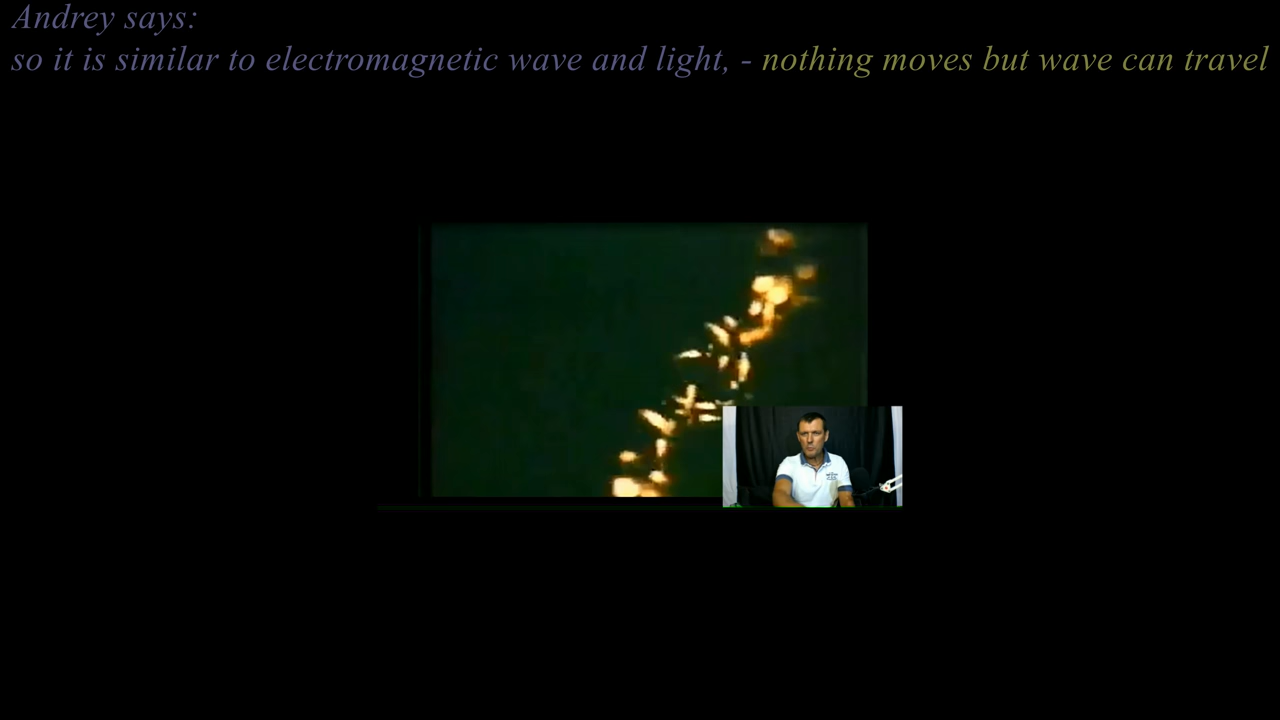 Andrey says:
so it is similar to electromagnetic wave and light, - nothing moves but wave can travel